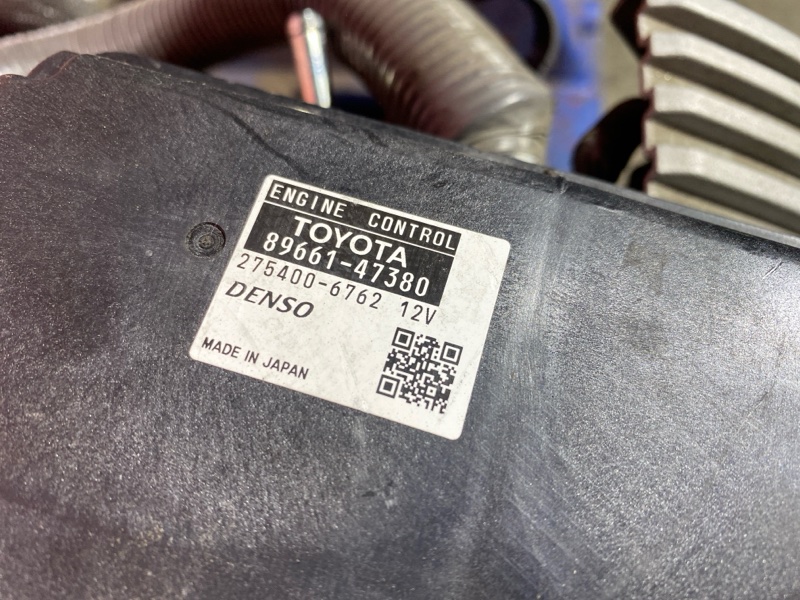 ENGINE CONTROL
TOYOTA
89661-47380
275400-6762 12V
DENSO
MADE IN JAPAN